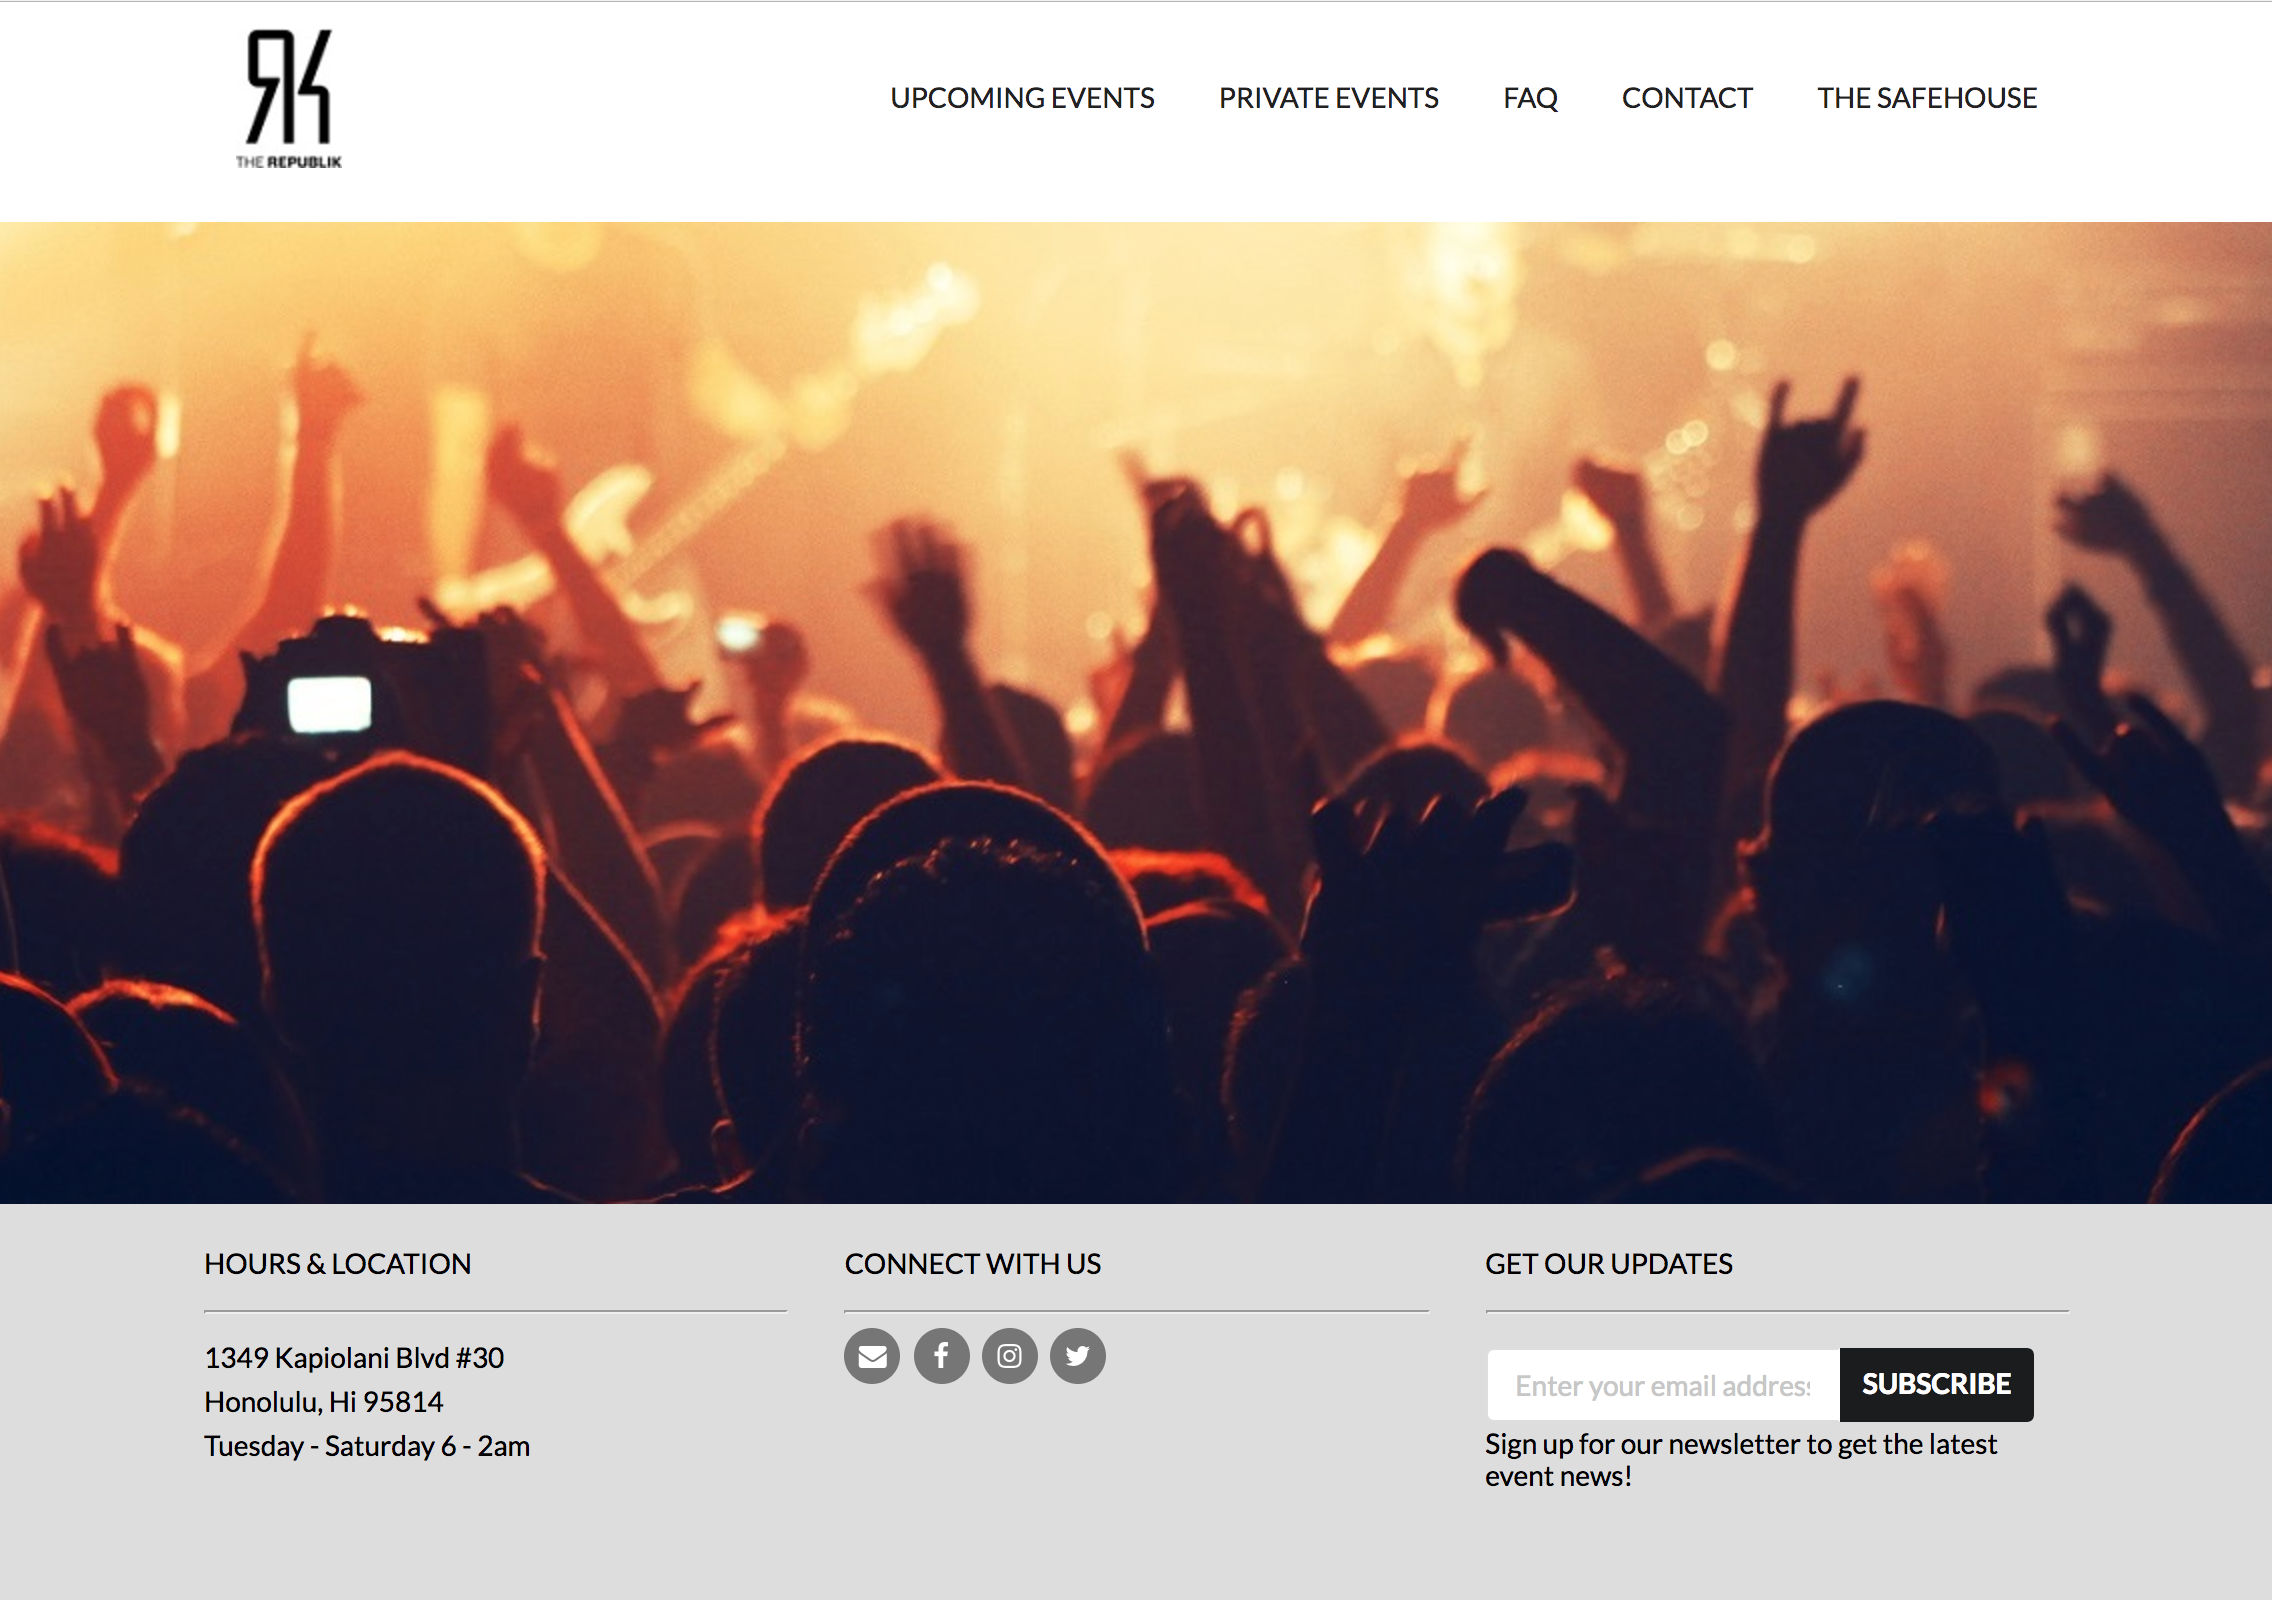 RK
THE REPUBLIK
UPCOMING EVENTS
PRIVATE EVENTS
FAQ
CONTACT
THE SAFEHOUSE
HOURS & LOCATION
1349 Kapiolani Blvd #30
Honolulu, Hi 95814
Tuesday - Saturday 6 - 2am
CONNECT WITH US
GET OUR UPDATES
Enter your email address
SUBSCRIBE
Sign up for our newsletter to get the latest
event news!